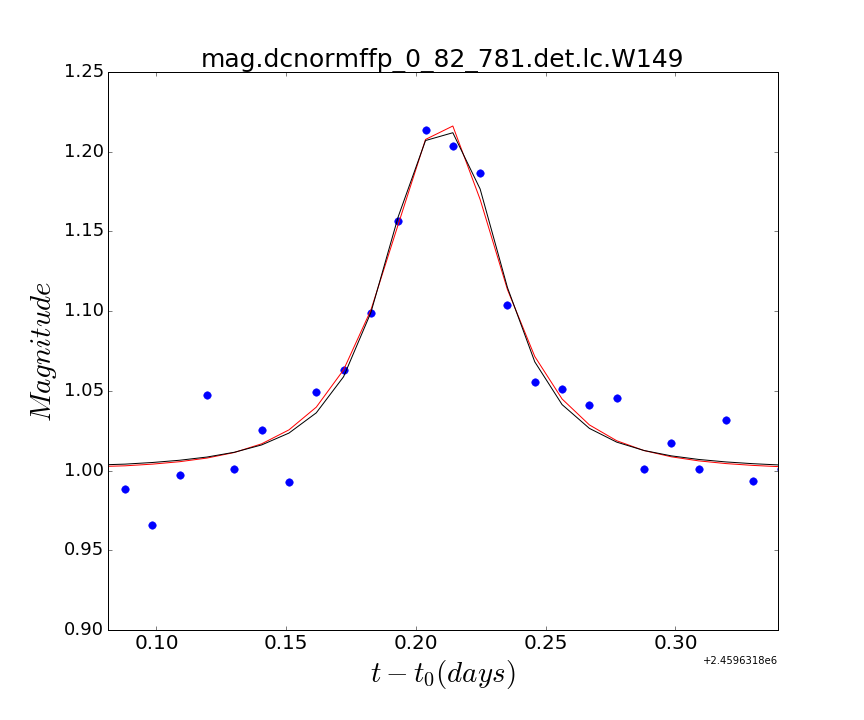 mag.dcnormffp_0_82_781.det.lc.W149
1.25
1.20
1.15
1.10
1.05
1.00
0.95
0.90
Magnitude
0.10 0.15 0.20 0.25 0.30
+2.4596318e6
t − t₀(days)